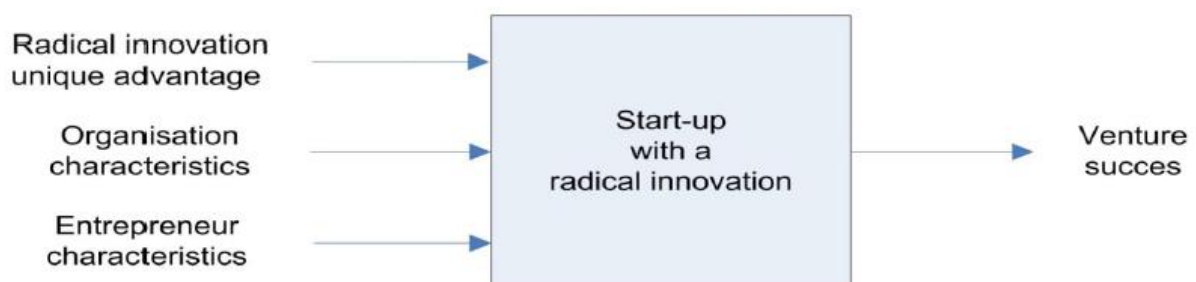 Radical innovation
unique advantage
Organisation
characteristics
Entrepreneur
characteristics
Start-up
with a
radical innovation
Venture
succes